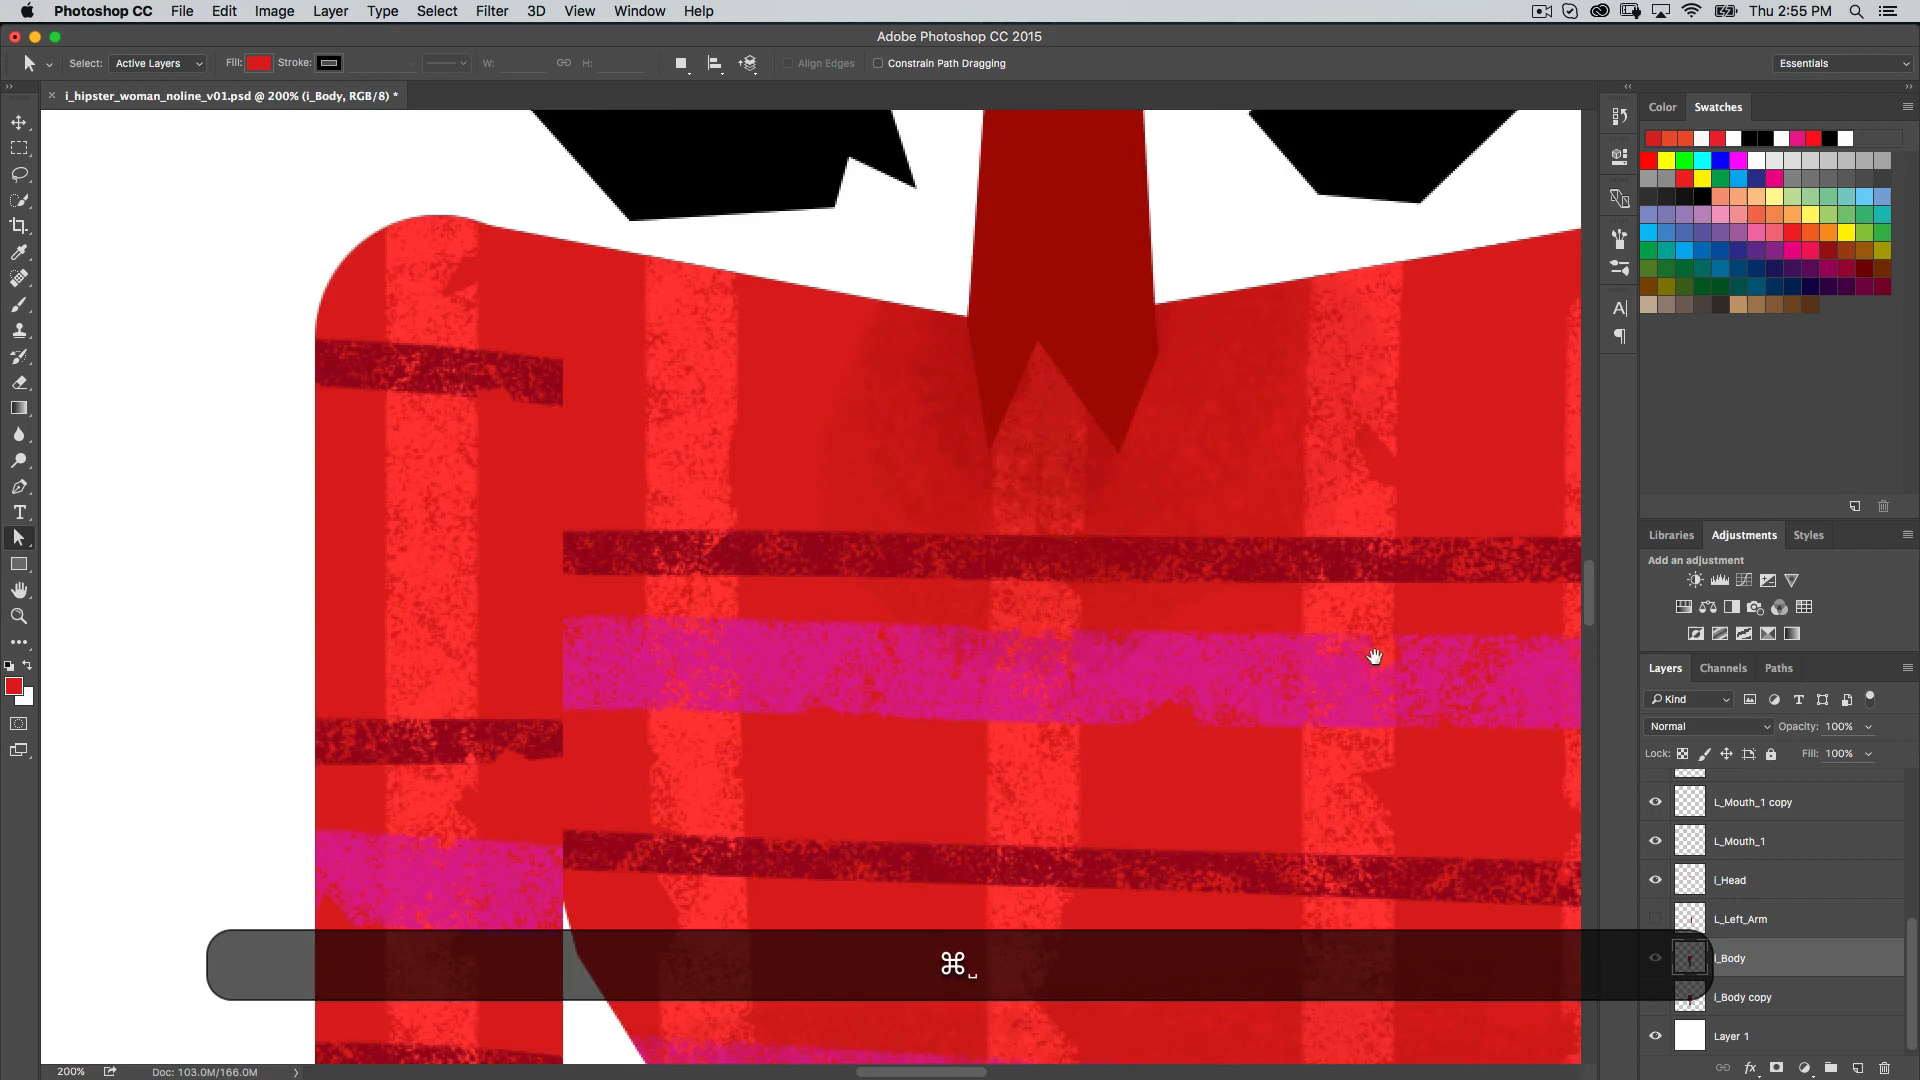 Photoshop CC File Edit Image Layer Type Select Filter 3D View Window Help Thu 2:55 PM
Adobe Photoshop CC 2015
Select: Active Layers Fill: Stroke: W: H: Align Edges Constrain Path Dragging Essentials
i_hipster_woman_noline_v01.psd @ 200% (i_Body, RGB/8) *
Color Swatches
Libraries Adjustments Styles
Add an adjustment
Layers Channels Paths
Kind
Normal Opacity: 100%
Lock: Fill: 100%
L_Mouth_1 copy
L_Mouth_1
i_Head
L_Left_Arm
i_Body
i_Body copy
Layer 1
⌘
200% Doc: 103.0M/166.0M